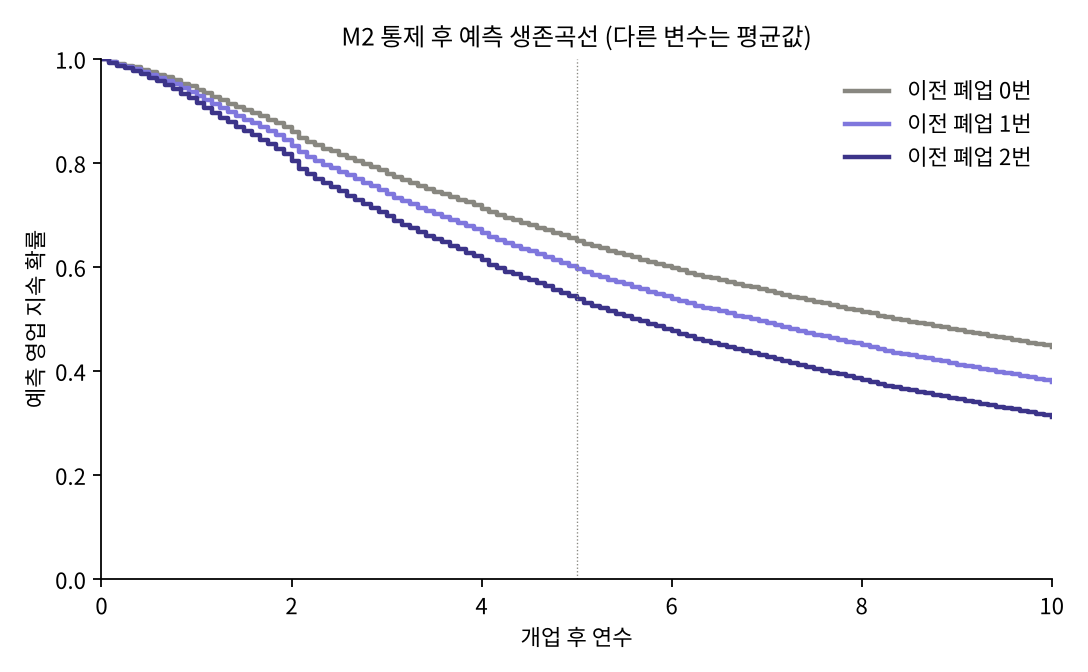 M2 통제 후 예측 생존곡선 (다른 변수는 평균값)
이전 폐업 0번
이전 폐업 1번
이전 폐업 2번
예측 영업 지속 확률
1.0
0.8
0.6
0.4
0.2
0.0
0 2 4 6 8 10
개업 후 연수